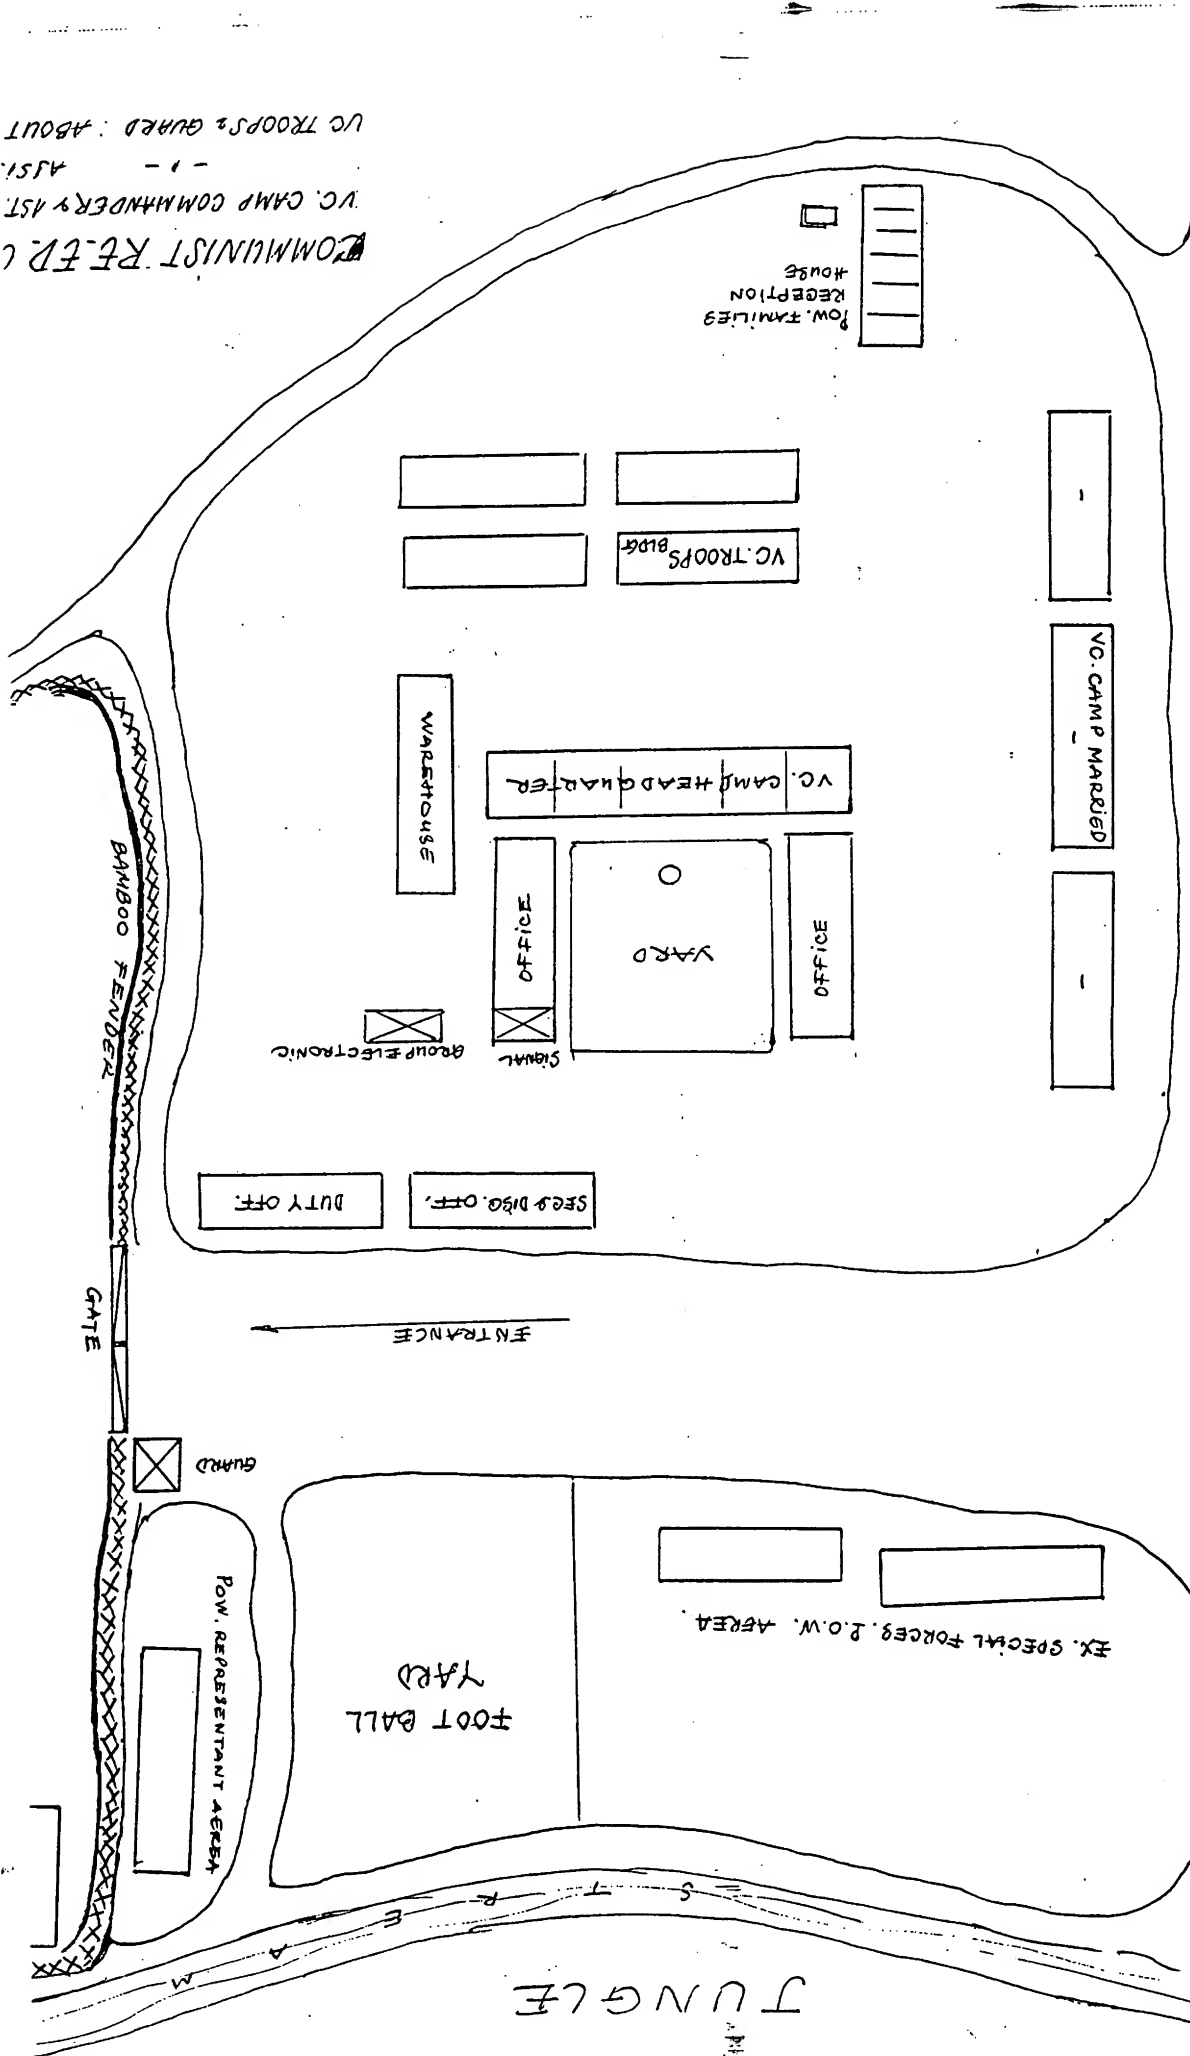 JUNGLE
STREAM
EX. SPECIAL FORCES. P.O.W. AEREA.
FOOT BALL
YARD
POW. REPRESENTANT AEREA
GUARD
ENTRANCE
GATE
SEC & DISC. OFF.
DUTY OFF.
SIGNAL
GROUP ELECTRONIC
OFFICE
YARD
OFFICE
BAMBOO FENDER
WAREHOUSE
VC. CAMP HEADQUARTER
VC. CAMP MARRIED
VC. TROOPS
BLDG
POW. FAMILIES
RECEPTION
HOUSE
COMMUNIST RE.ED.
VC. CAMP COMMANDER & 1ST.
ASSI.
VC TROOPS & GUARD : ABOUT